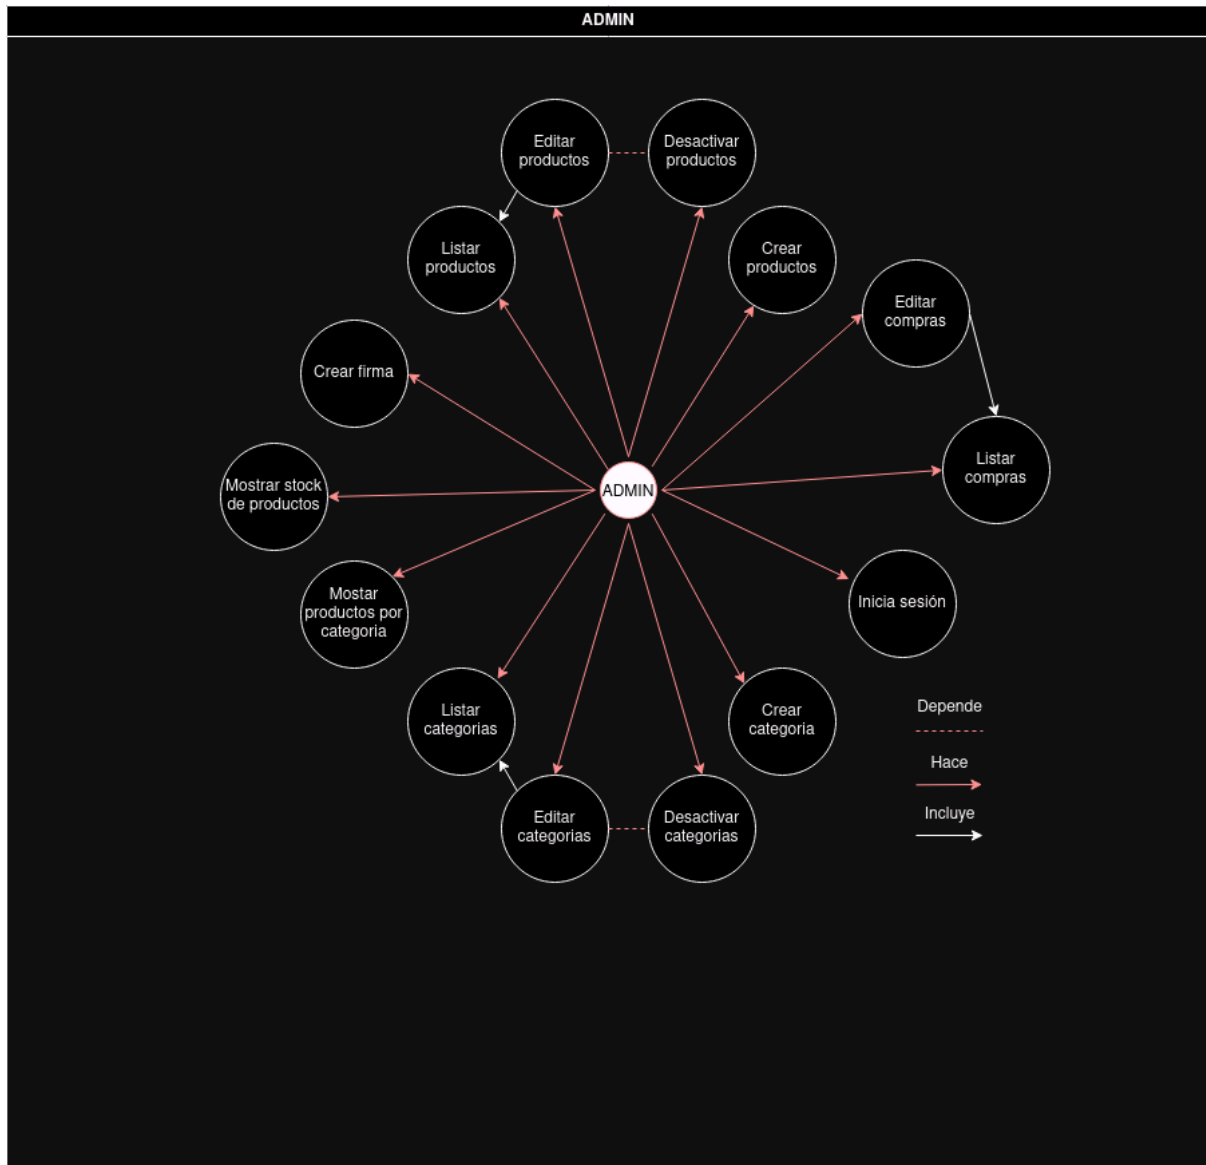 ADMIN
Editar
productos
Desactivar
productos
Listar
productos
Crear
productos
Editar
compras
Crear firma
Listar
compras
Mostrar stock
de productos
ADMIN
Mostar
productos por
categoria
Inicia sesión
Listar
categorias
Crear
categoria
Depende
Hace
Incluye
Editar
categorias
Desactivar
categorias